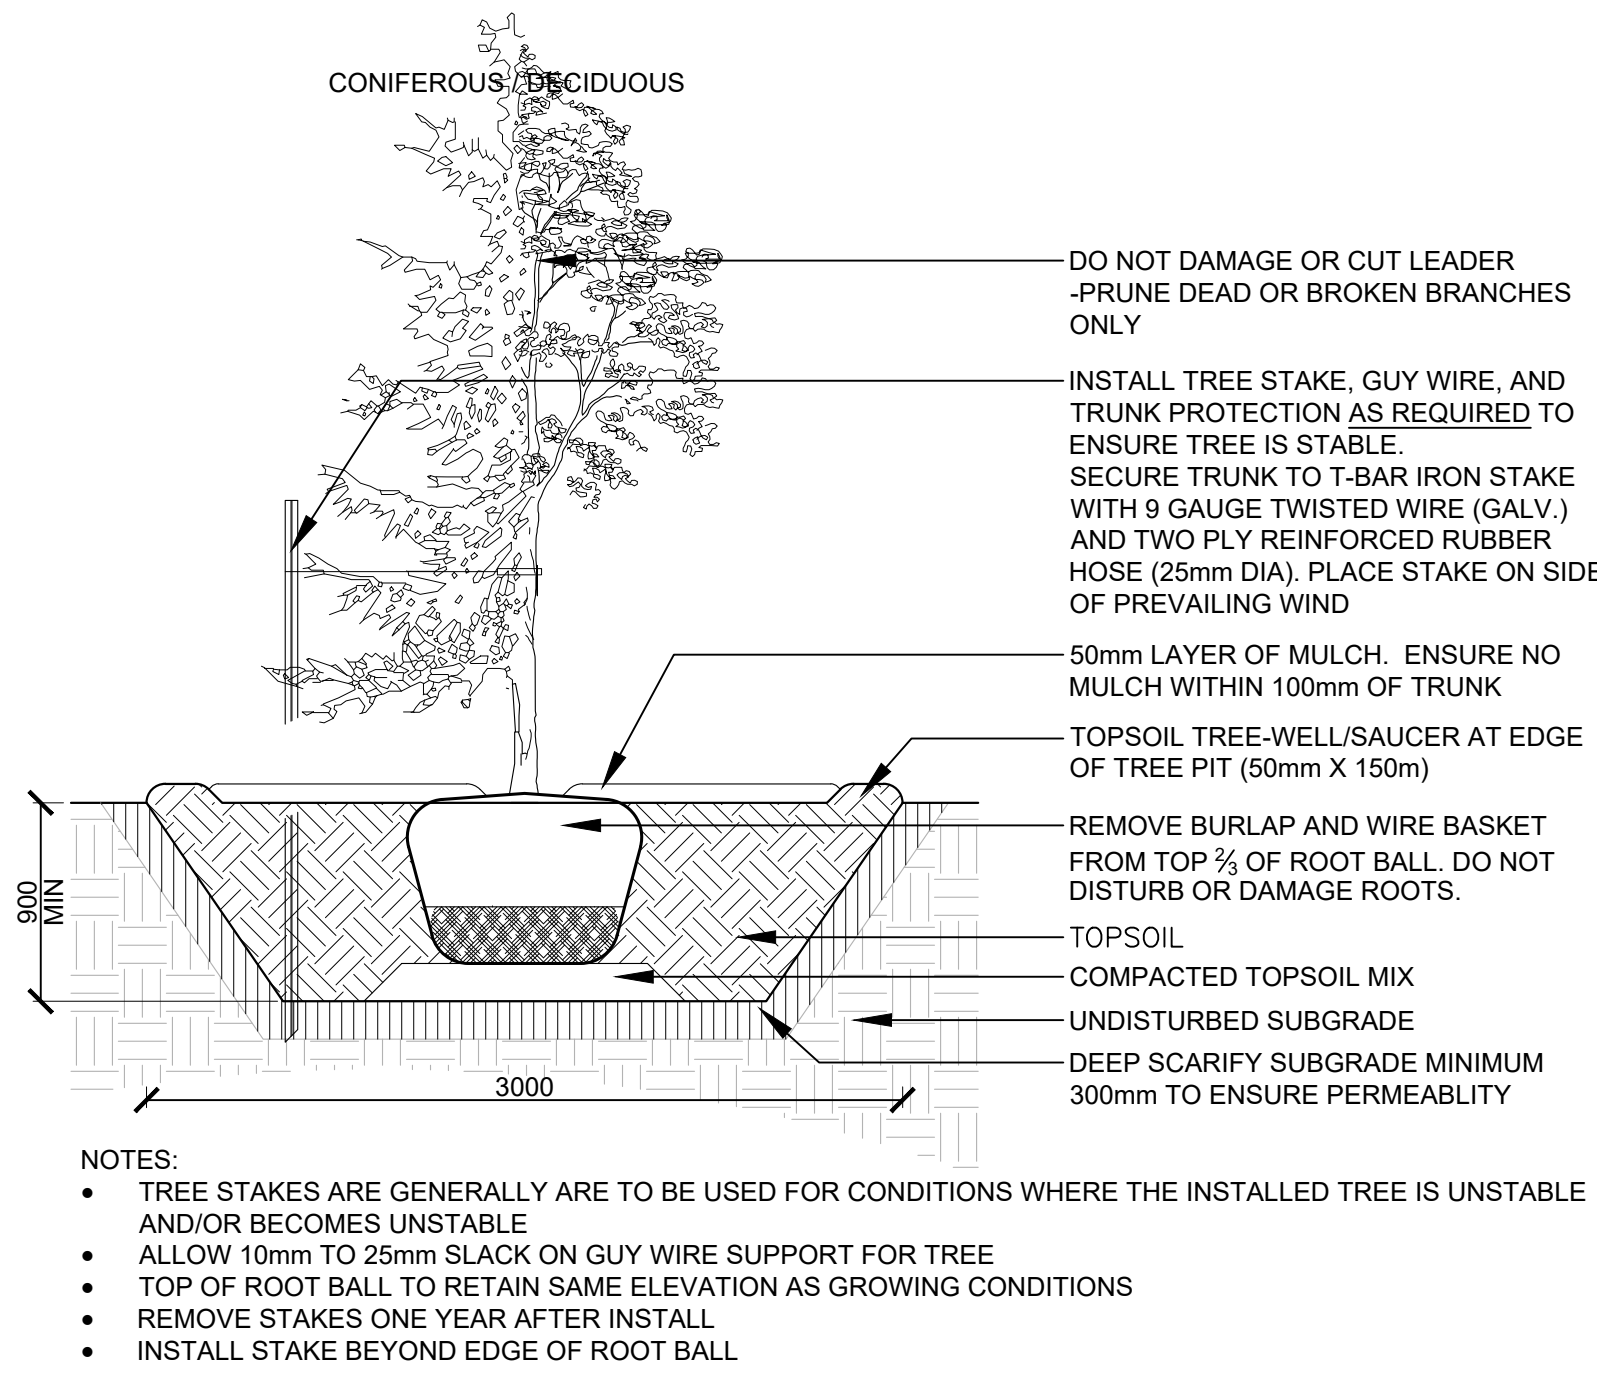 CONIFEROUS / DECIDUOUS
DO NOT DAMAGE OR CUT LEADER
-PRUNE DEAD OR BROKEN BRANCHES
ONLY
INSTALL TREE STAKE, GUY WIRE, AND
TRUNK PROTECTION AS REQUIRED TO
ENSURE TREE IS STABLE.
SECURE TRUNK TO T-BAR IRON STAKE
WITH 9 GAUGE TWISTED WIRE (GALV.)
AND TWO PLY REINFORCED RUBBER
HOSE (25mm DIA). PLACE STAKE ON SIDE
OF PREVAILING WIND
50mm LAYER OF MULCH. ENSURE NO
MULCH WITHIN 100mm OF TRUNK
TOPSOIL TREE-WELL/SAUCER AT EDGE
OF TREE PIT (50mm X 150m)
REMOVE BURLAP AND WIRE BASKET
FROM TOP ⅔ OF ROOT BALL. DO NOT
DISTURB OR DAMAGE ROOTS.
TOPSOIL
COMPACTED TOPSOIL MIX
UNDISTURBED SUBGRADE
DEEP SCARIFY SUBGRADE MINIMUM
300mm TO ENSURE PERMEABLITY
900
MIN
3000
NOTES:
• TREE STAKES ARE GENERALLY ARE TO BE USED FOR CONDITIONS WHERE THE INSTALLED TREE IS UNSTABLE
AND/OR BECOMES UNSTABLE
• ALLOW 10mm TO 25mm SLACK ON GUY WIRE SUPPORT FOR TREE
• TOP OF ROOT BALL TO RETAIN SAME ELEVATION AS GROWING CONDITIONS
• REMOVE STAKES ONE YEAR AFTER INSTALL
• INSTALL STAKE BEYOND EDGE OF ROOT BALL